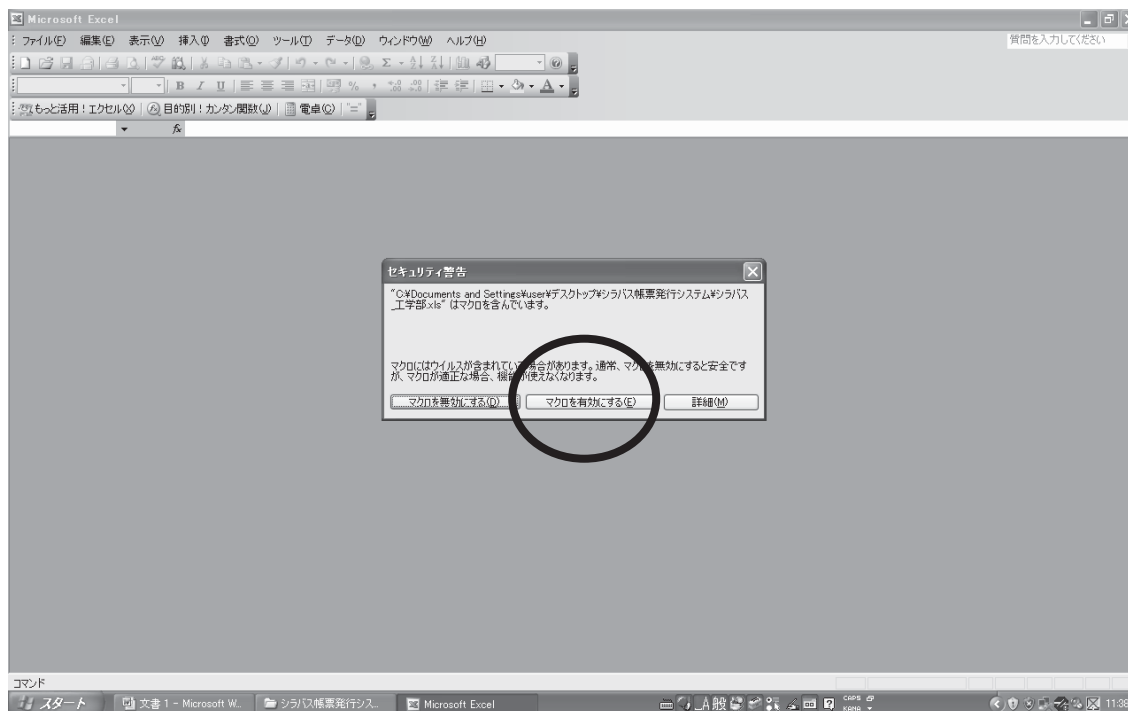 Microsoft Excel
ファイル(F) 編集(E) 表示(V) 挿入(I) 書式(O) ツール(T) データ(D) ウィンドウ(W) ヘルプ(H)
質問を入力してください
もっと活用！エクセル(X) 目的別！カンタン関数(J) 電卓(C) "="
fx
セキュリティ警告
"C:¥Documents and Settings¥user¥デスクトップ¥シラバス帳票発行システム¥シラバス
_工学部.xls" はマクロを含んでいます。
マクロにはウイルスが含まれている場合があります。通常、マクロを無効にすると安全です
が、マクロが適正な場合、機能が使えなくなります。
マクロを無効にする(D) マクロを有効にする(E) 詳細(M)
コマンド
スタート 文書 1 - Microsoft W... シラバス帳票発行シス... Microsoft Excel A 般 CAPS KANA 11:38